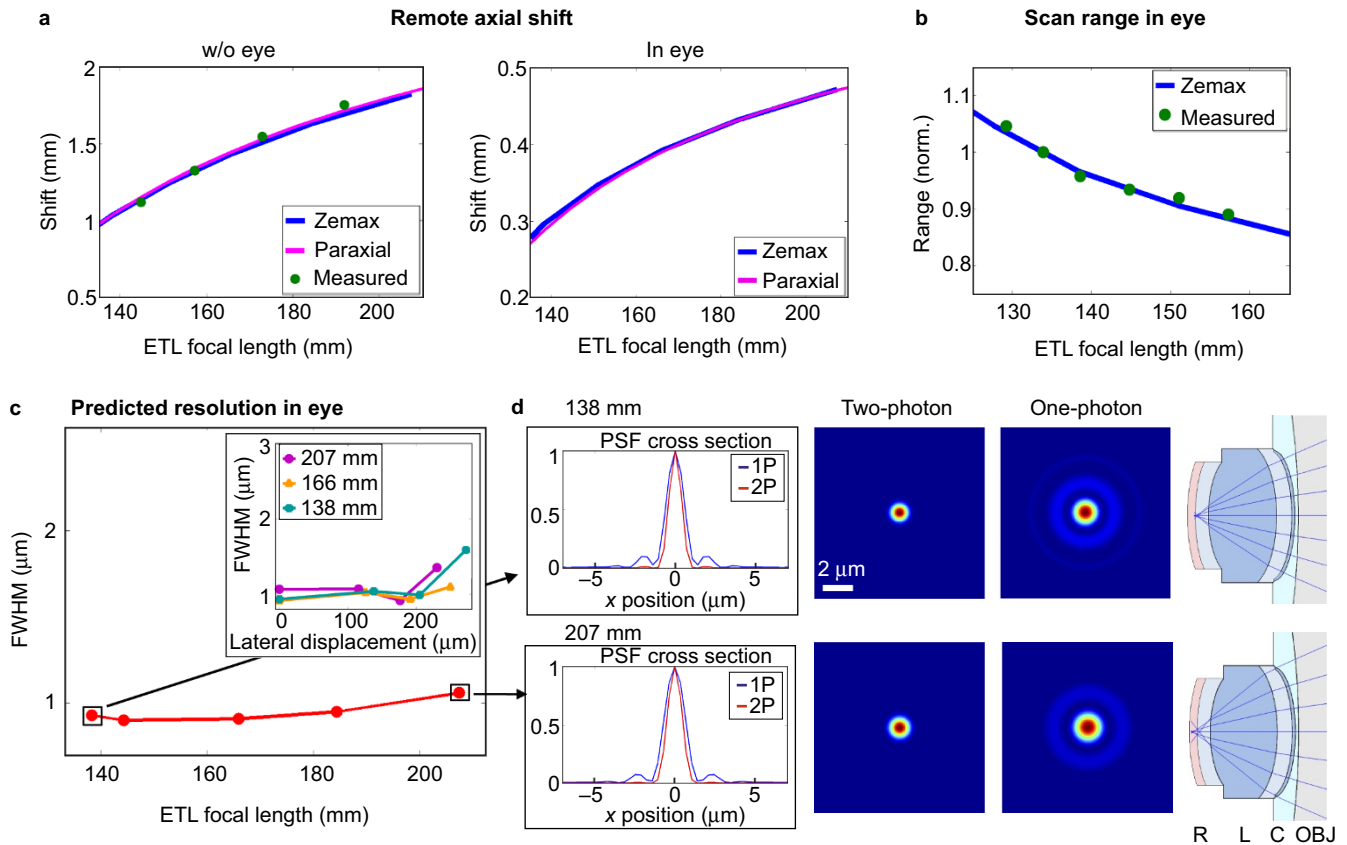 a
Remote axial shift
b
Scan range in eye
w/o eye
In eye
2
1.5
1
0.5
Shift (mm)
140
160
180
200
ETL focal length (mm)
Zemax
Paraxial
Measured
0.5
0.4
0.3
0.2
Shift (mm)
140
160
180
200
ETL focal length (mm)
Zemax
Paraxial
1.1
1
0.9
0.8
Range (norm.)
130
140
150
160
ETL focal length (mm)
Zemax
Measured
c
Predicted resolution in eye
2
1
FWHM (μm)
140
160
180
200
ETL focal length (mm)
3
2
1
FWHM (μm)
207 mm
166 mm
138 mm
0
100
200
Lateral displacement (μm)
d
138 mm
Two-photon
One-photon
PSF cross section
1P
2P
1
0.5
0
–5
0
5
x position (μm)
2 μm
207 mm
PSF cross section
1P
2P
1
0.5
0
–5
0
5
x position (μm)
R L C OBJ